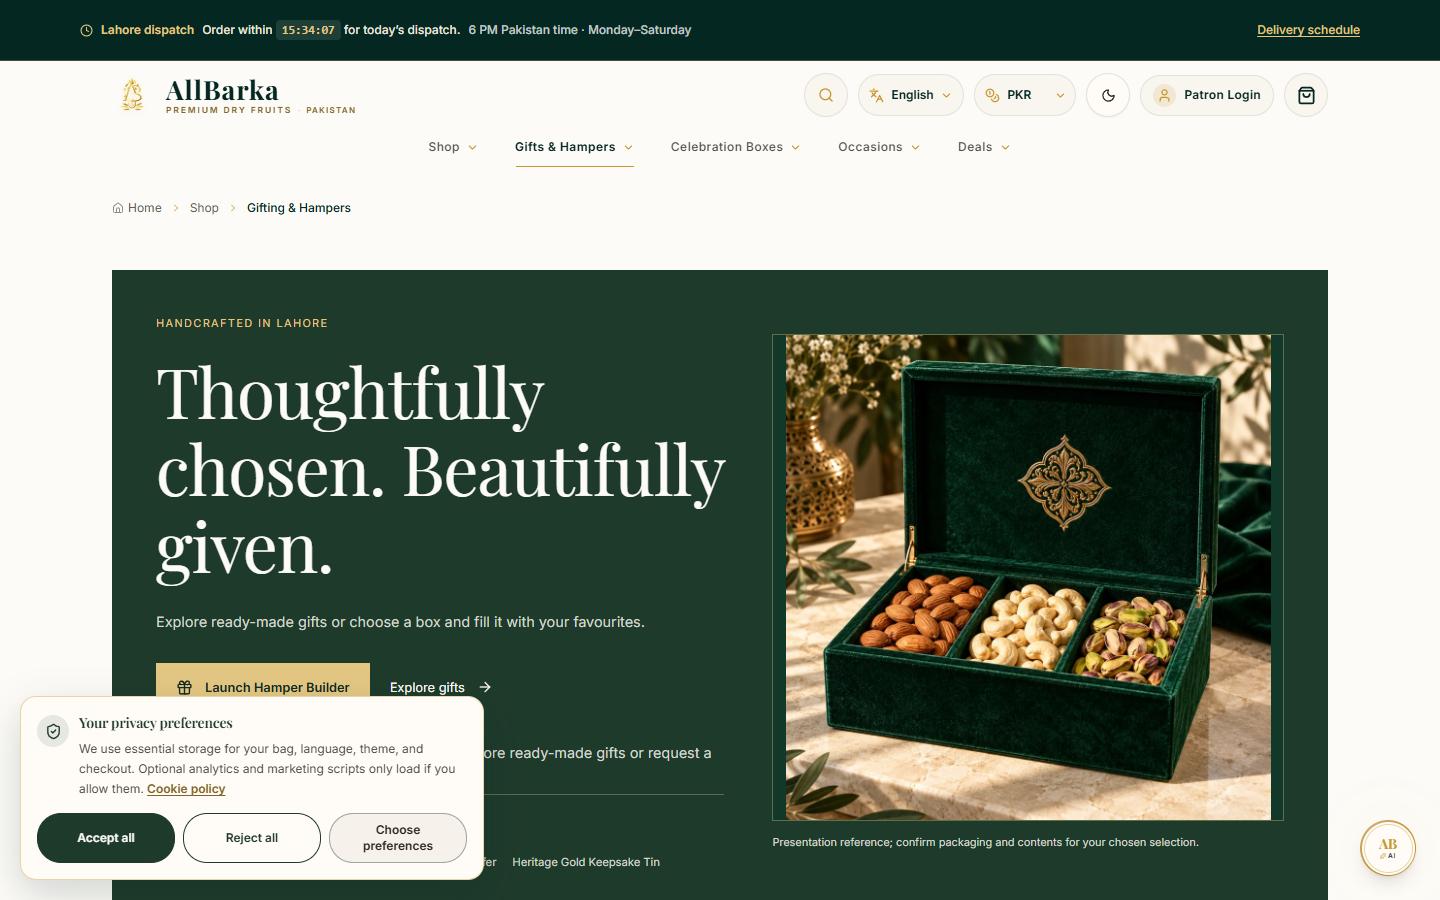 Lahore dispatch Order within 15:34:07 for today's dispatch. 6 PM Pakistan time · Monday–Saturday
Delivery schedule
AllBarka
PREMIUM DRY FRUITS · PAKISTAN
English
PKR
Patron Login
Shop
Gifts & Hampers
Celebration Boxes
Occasions
Deals
Home
Shop
Gifting & Hampers
HANDCRAFTED IN LAHORE
Thoughtfully
chosen. Beautifully
given.
Explore ready-made gifts or choose a box and fill it with your favourites.
Launch Hamper Builder
Explore gifts
ore ready-made gifts or request a
fer
Heritage Gold Keepsake Tin
Presentation reference; confirm packaging and contents for your chosen selection.
Your privacy preferences
We use essential storage for your bag, language, theme, and
checkout. Optional analytics and marketing scripts only load if you
allow them. Cookie policy
Accept all
Reject all
Choose
preferences
AB
AI